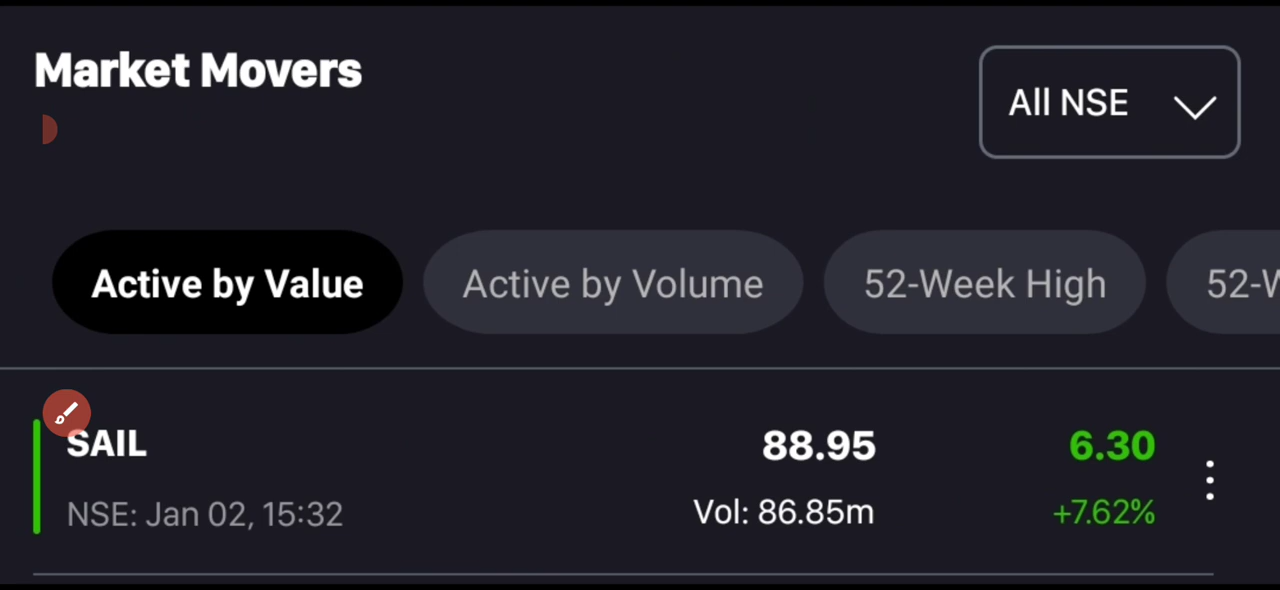 Market Movers
All NSE
Active by Value
Active by Volume
52-Week High
52-W
SAIL
88.95
6.30
NSE: Jan 02, 15:32
Vol: 86.85m
+7.62%